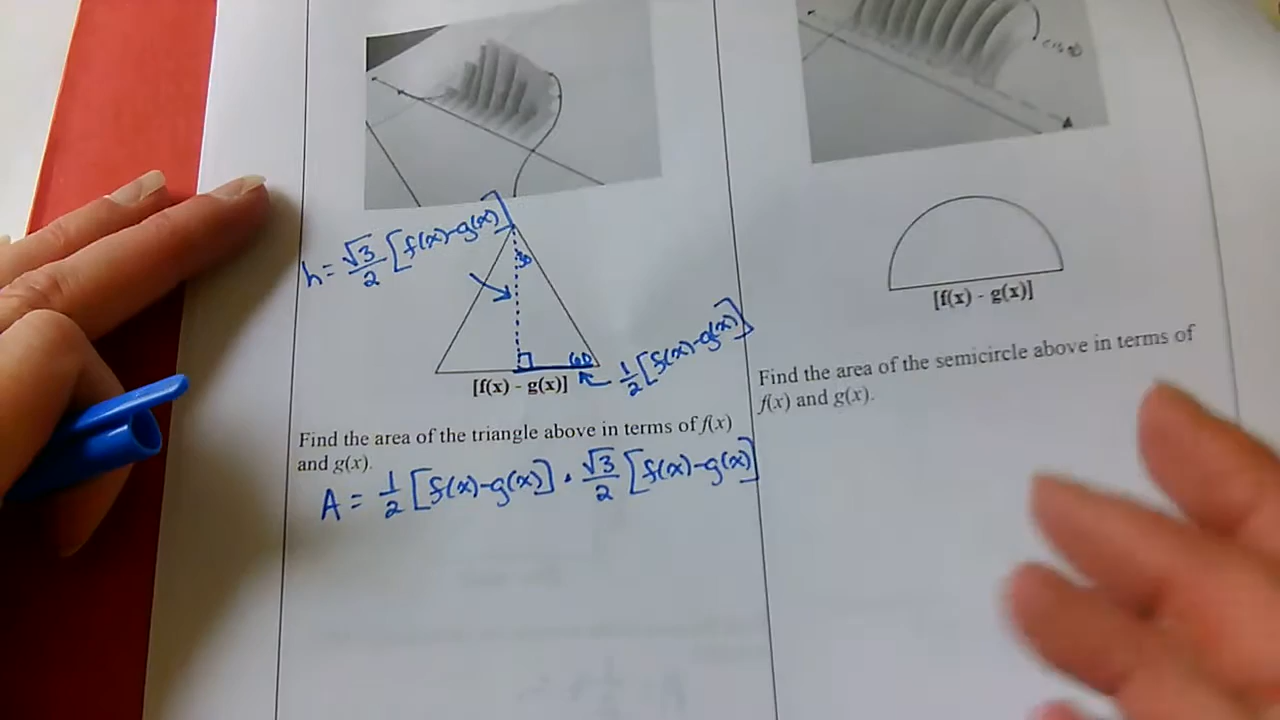 h = √3/2 [f(x)-g(x)]
30
60
[f(x) - g(x)]
1/2 [f(x)-g(x)]
Find the area of the triangle above in terms of f(x)
and g(x).
A = 1/2 [f(x)-g(x)] · √3/2 [f(x)-g(x)]
[f(x) - g(x)]
Find the area of the semicircle above in terms of
f(x) and g(x).